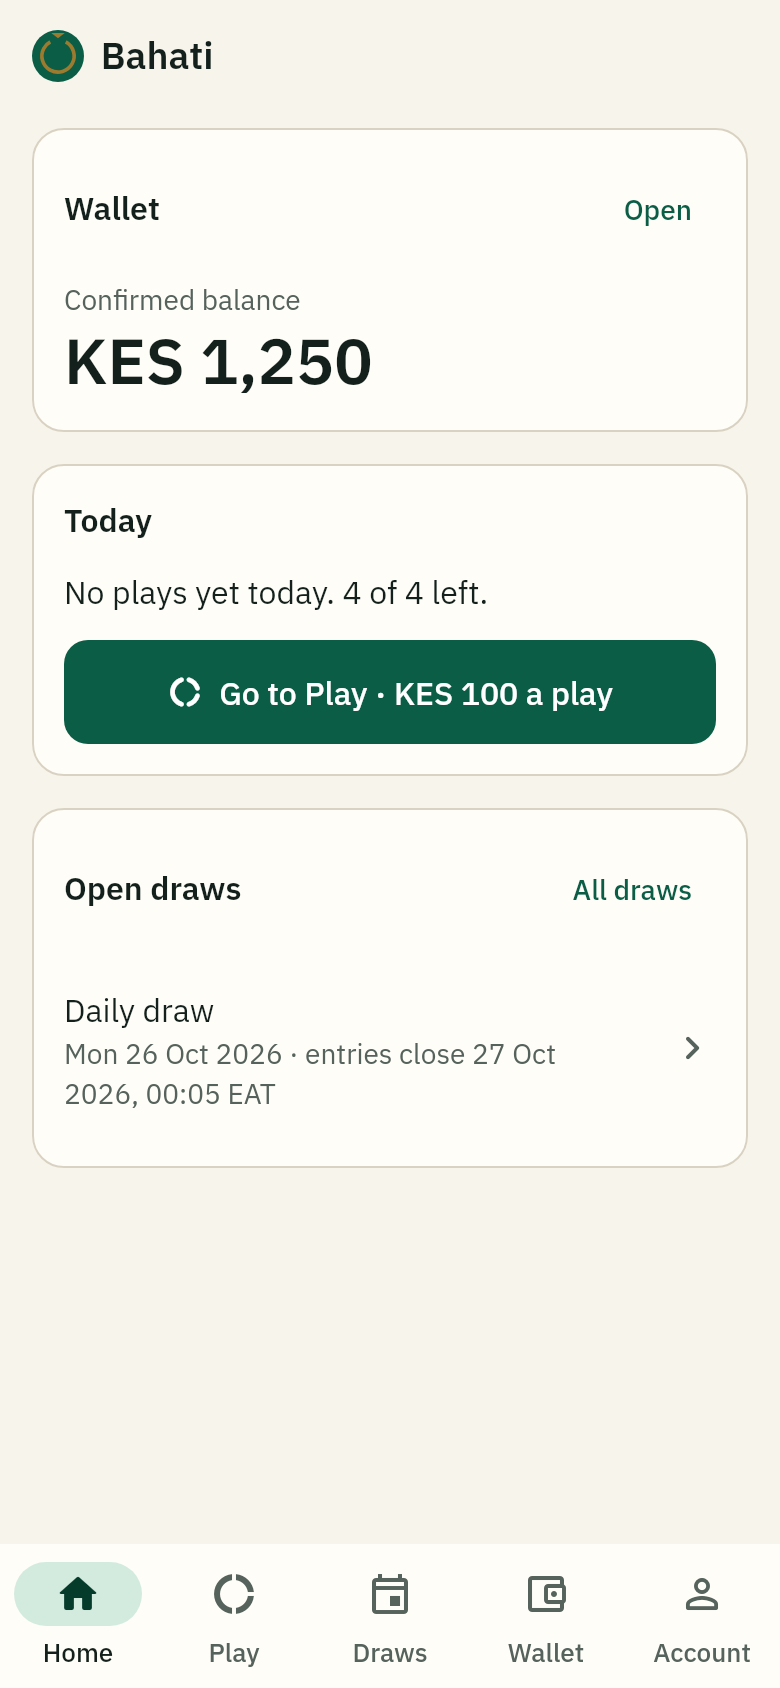 Bahati
Wallet
Open
Confirmed balance
KES 1,250
Today
No plays yet today. 4 of 4 left.
Go to Play · KES 100 a play
Open draws
All draws
Daily draw
Mon 26 Oct 2026 · entries close 27 Oct
2026, 00:05 EAT
Home
Play
Draws
Wallet
Account